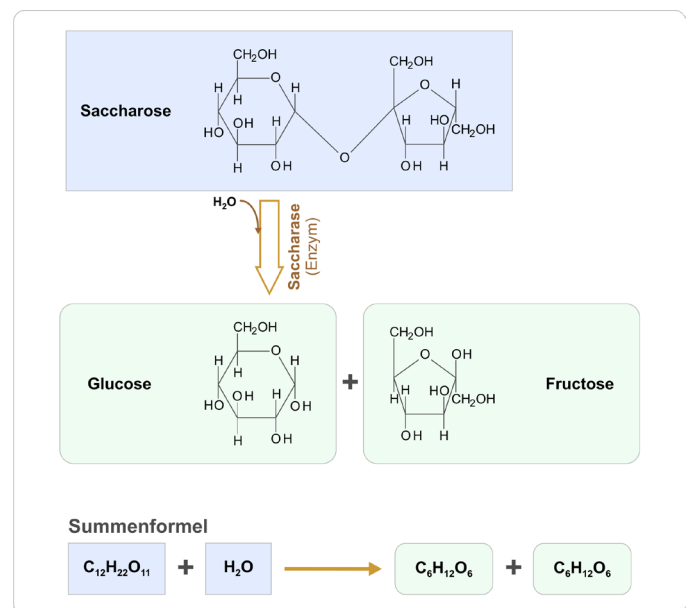 Saccharose
CH₂OH
O
H
H
H
HO
OH
H
H
OH
O
CH₂OH
O
H
H
HO
CH₂OH
OH
H
H₂O
Saccharase
(Enzym)
Glucose
CH₂OH
O
H
H
H
HO
OH
H
OH
H
OH
+
CH₂OH
O
OH
H
H
HO
CH₂OH
OH
H
Fructose
Summenformel
C₁₂H₂₂O₁₁ + H₂O C₆H₁₂O₆ + C₆H₁₂O₆